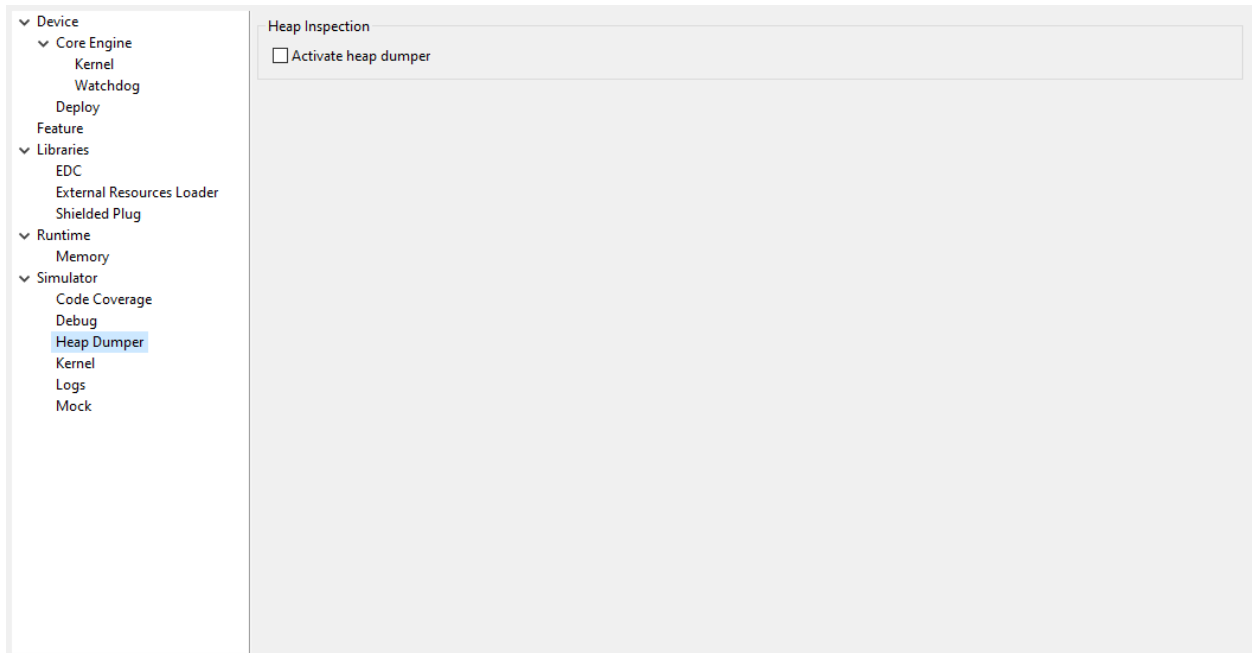 Device
Core Engine
Kernel
Watchdog
Deploy
Feature
Libraries
EDC
External Resources Loader
Shielded Plug
Runtime
Memory
Simulator
Code Coverage
Debug
Heap Dumper
Kernel
Logs
Mock
Heap Inspection
Activate heap dumper